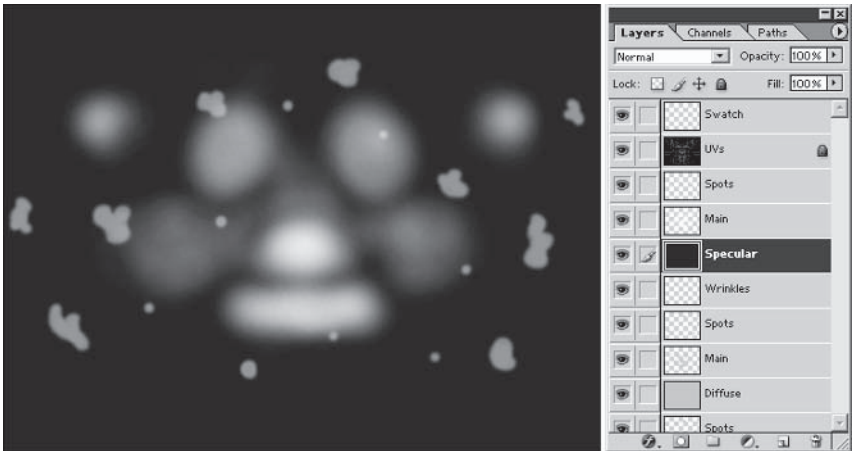 Layers Channels Paths
Normal Opacity: 100%
Lock: Fill: 100%
Swatch
UVs
Spots
Main
Specular
Wrinkles
Spots
Main
Diffuse
Spots